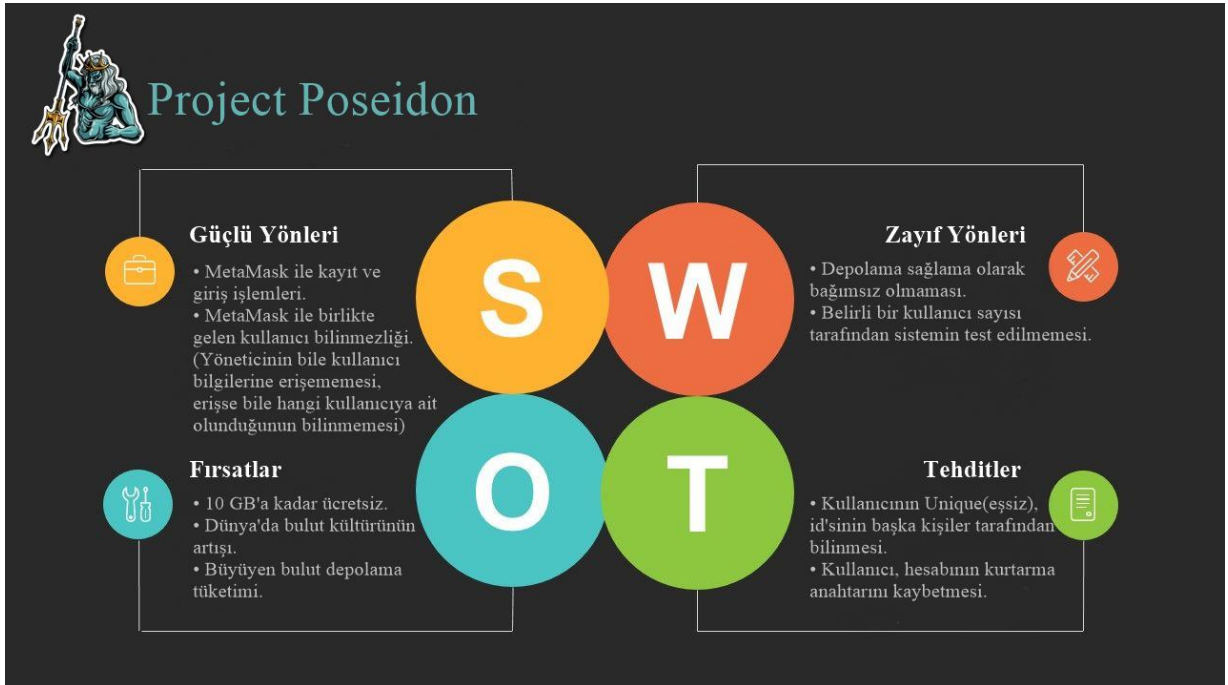 Project Poseidon
Güçlü Yönleri
• MetaMask ile kayıt ve
giriş işlemleri.
• MetaMask ile birlikte
gelen kullanıcı bilinmezliği.
(Yöneticinin bile kullanıcı
bilgilerine erişememesi,
erişse bile hangi kullanıcıya ait
olunduğunun bilinmemesi)
S
W
Zayıf Yönleri
• Depolama sağlama olarak
bağımsız olmaması.
• Belirli bir kullanıcı sayısı
tarafından sistemin test edilmemesi.
Fırsatlar
• 10 GB'a kadar ücretsiz.
• Dünya'da bulut kültürünün
artışı.
• Büyüyen bulut depolama
tüketimi.
O
T
Tehditler
• Kullanıcının Unique(eşsiz),
id'sinin başka kişiler tarafından
bilinmesi.
• Kullanıcı, hesabının kurtarma
anahtarını kaybetmesi.